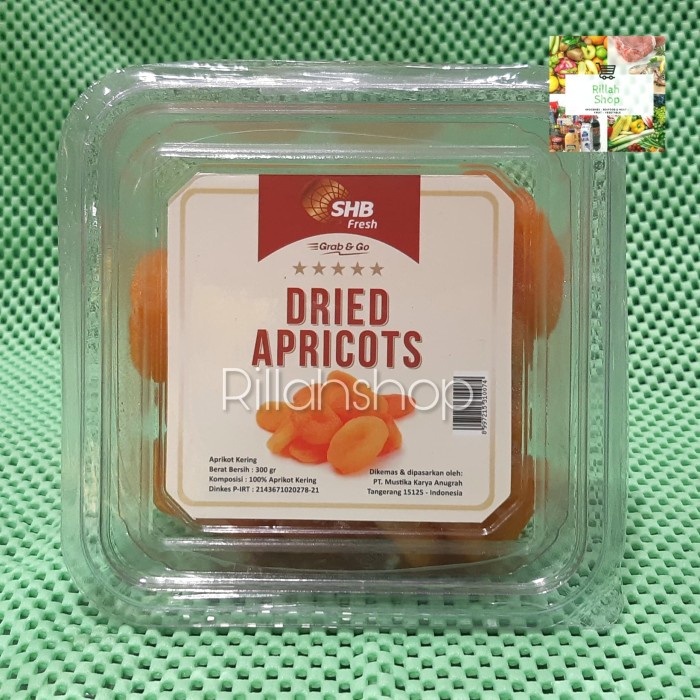 Rillah
Shop
SHB
Fresh
Grab & Go
DRIED
APRICOTS
Rillahshop
Aprikot Kering
Berat Bersih : 300 gr
Komposisi : 100% Aprikot Kering
Dinkes P-IRT : 2143671020278-21
Dikemas & dipasarkan oleh:
PT. Mustika Karya Anugrah
Tangerang 15125 - Indonesia